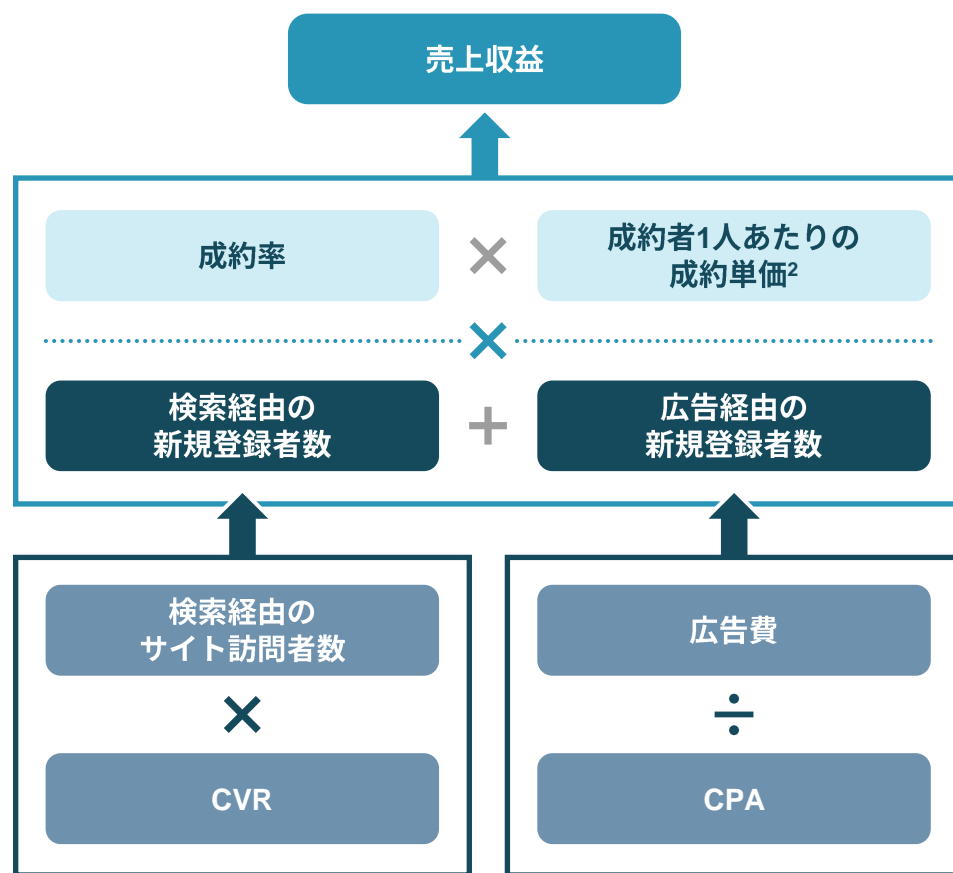 売上収益
成約率
×
成約者1人あたりの
成約単価²
×
検索経由の
新規登録者数
+
広告経由の
新規登録者数
検索経由の
サイト訪問者数
×
CVR
広告費
÷
CPA